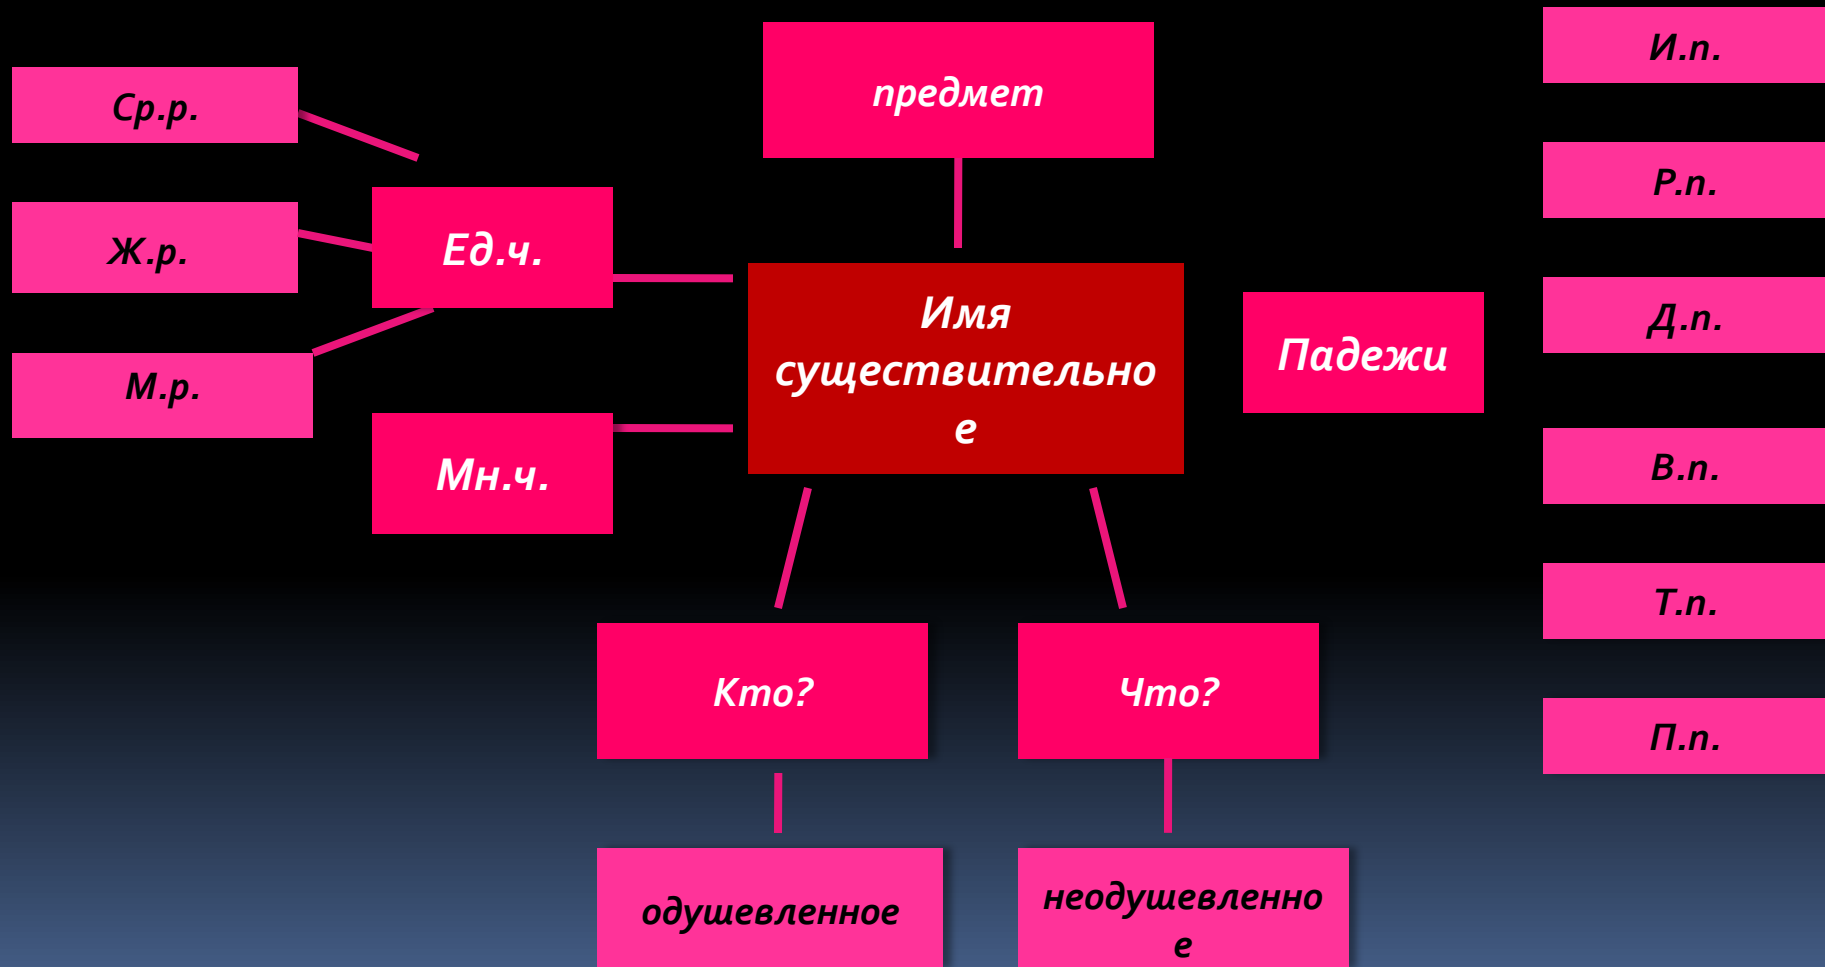 предмет
Ср.р.
Ж.р.
М.р.
Ед.ч.
Мн.ч.
Имя
существительно
е
Падежи
И.п.
Р.п.
Д.п.
В.п.
Т.п.
П.п.
Кто?
Что?
одушевленное
неодушевленно
е